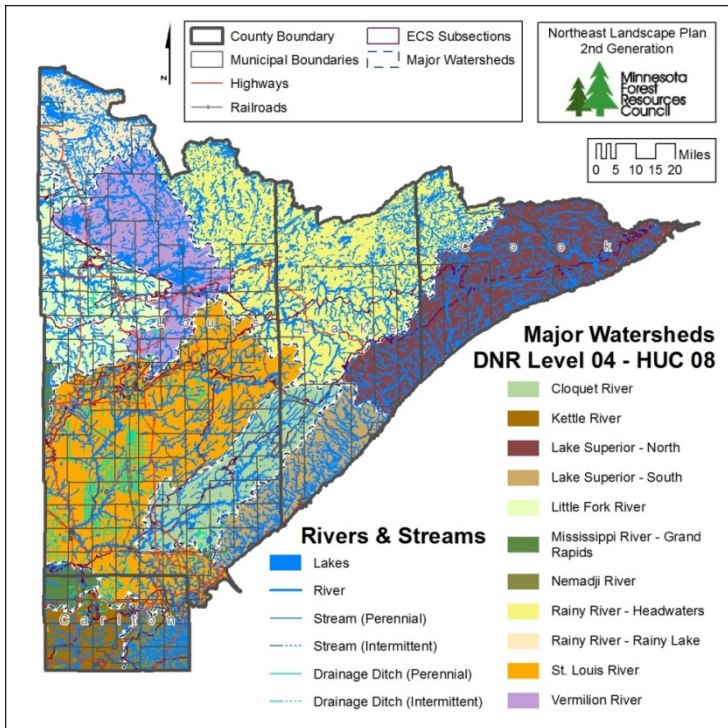 County Boundary
Municipal Boundaries
Highways
Railroads
ECS Subsections
Major Watersheds
z
Northeast Landscape Plan
2nd Generation
Minnesota
Forest
Resources
Council
Miles
0 5 10 15 20
Cook
Lake
Carlton
Major Watersheds
DNR Level 04 - HUC 08
Cloquet River
Kettle River
Lake Superior - North
Lake Superior - South
Little Fork River
Mississippi River - Grand
Rapids
Nemadji River
Rainy River - Headwaters
Rainy River - Rainy Lake
St. Louis River
Vermilion River
Rivers & Streams
Lakes
River
Stream (Perennial)
Stream (Intermittent)
Drainage Ditch (Perennial)
Drainage Ditch (Intermittent)